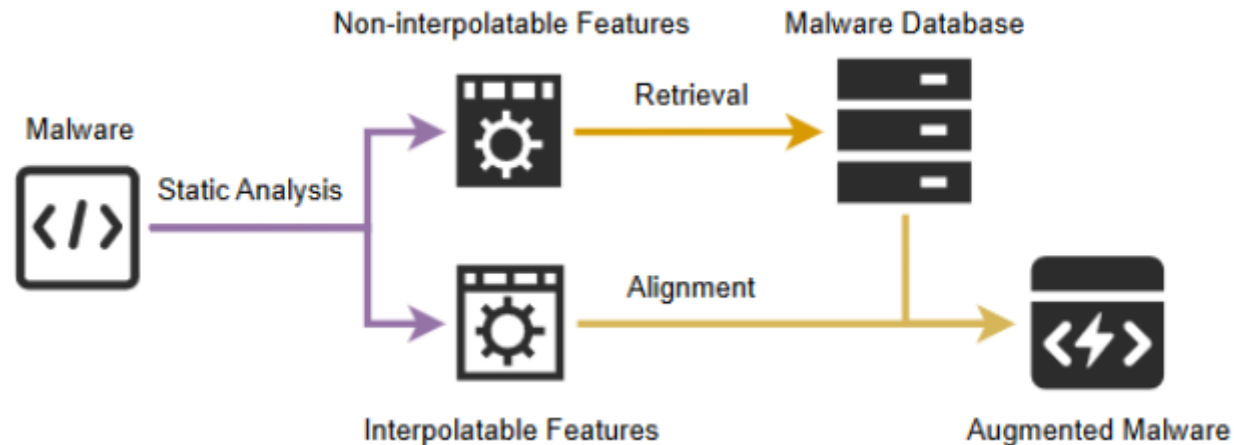 Non-interpolatable Features
Malware Database
Retrieval
Malware
Static Analysis
Alignment
Interpolatable Features
Augmented Malware